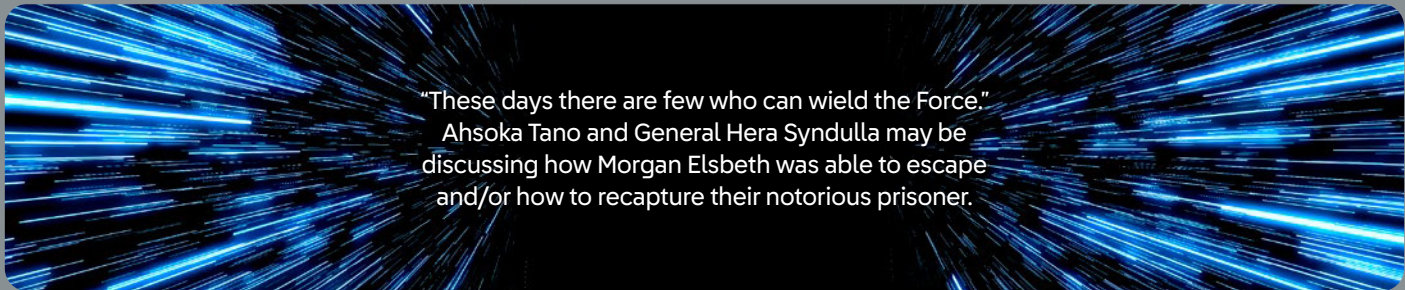 “These days there are few who can wield the Force.”
Ahsoka Tano and General Hera Syndulla may be
discussing how Morgan Elsbeth was able to escape
and/or how to recapture their notorious prisoner.